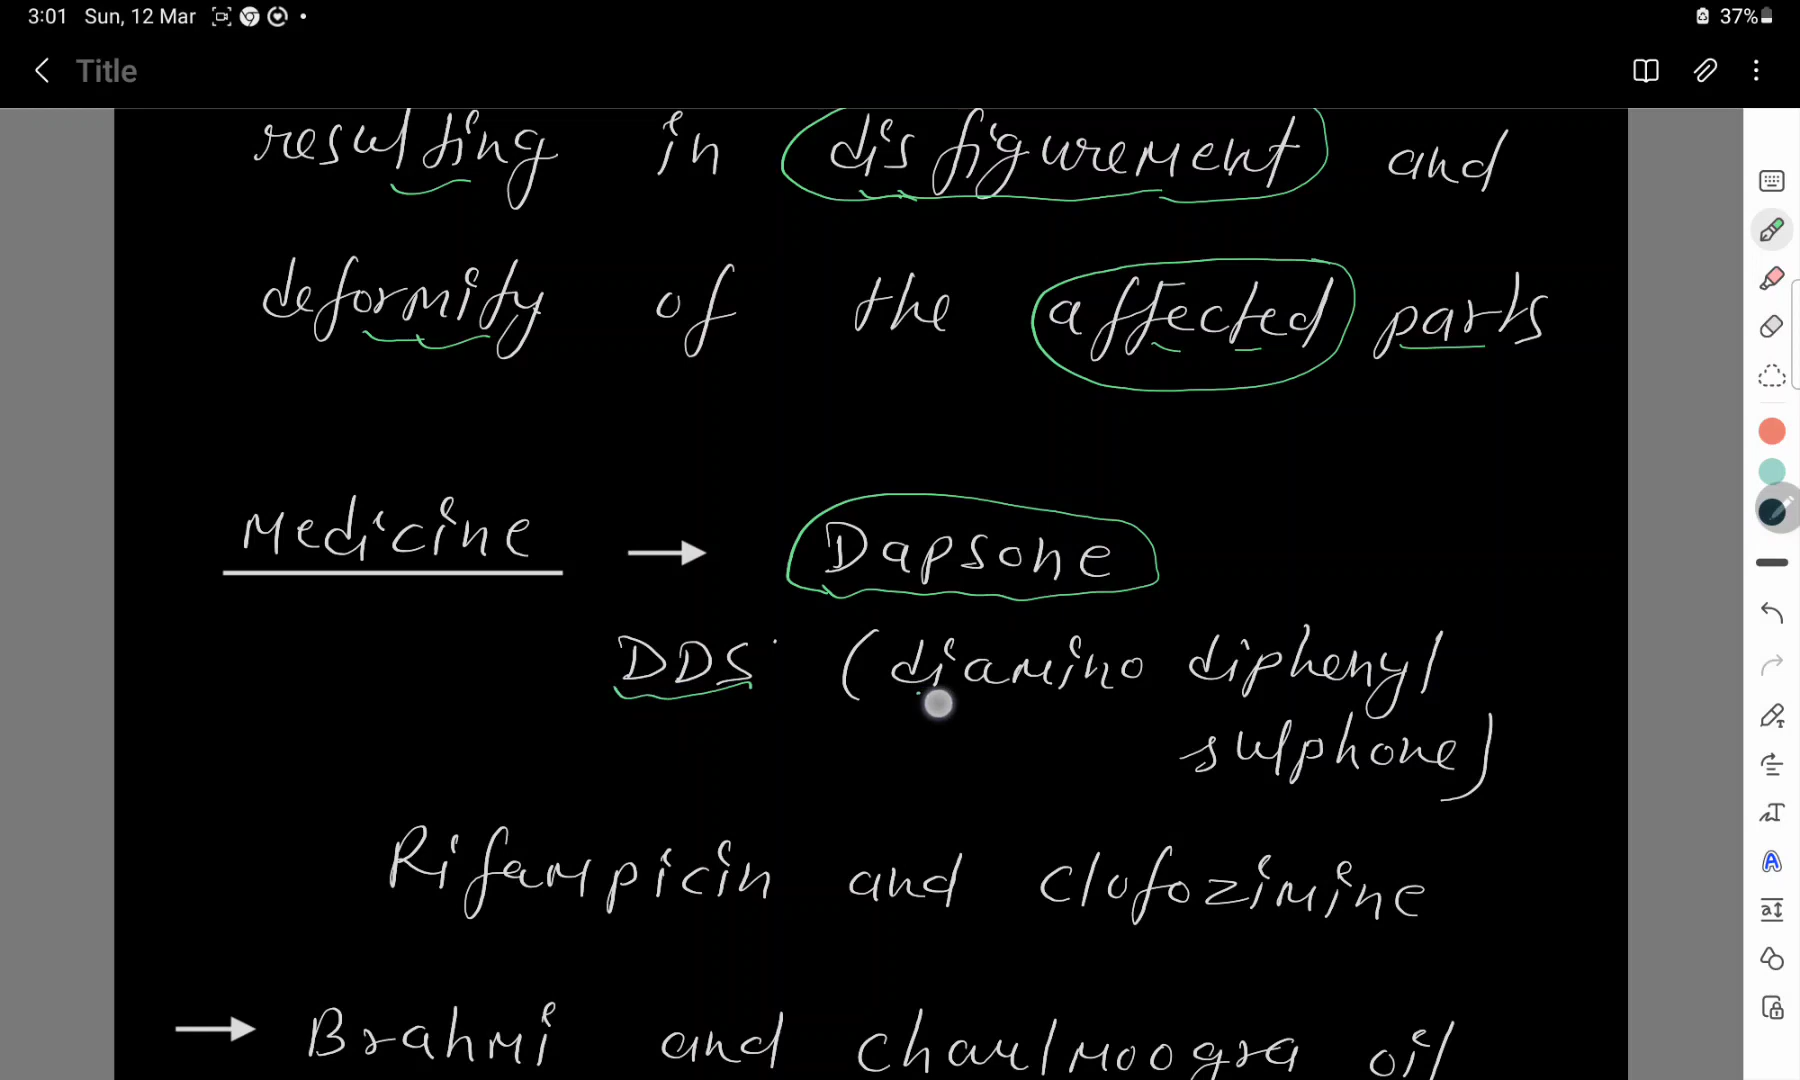 3:01 Sun, 12 Mar 37%
Title
resulting in disfigurement and
deformity of the affected parts
Medicine → Dapsone
DDS (diamino diphenyl
sulphone)
Rifampicin and clofozimine
→ Brahmi and chaulmoogra oil